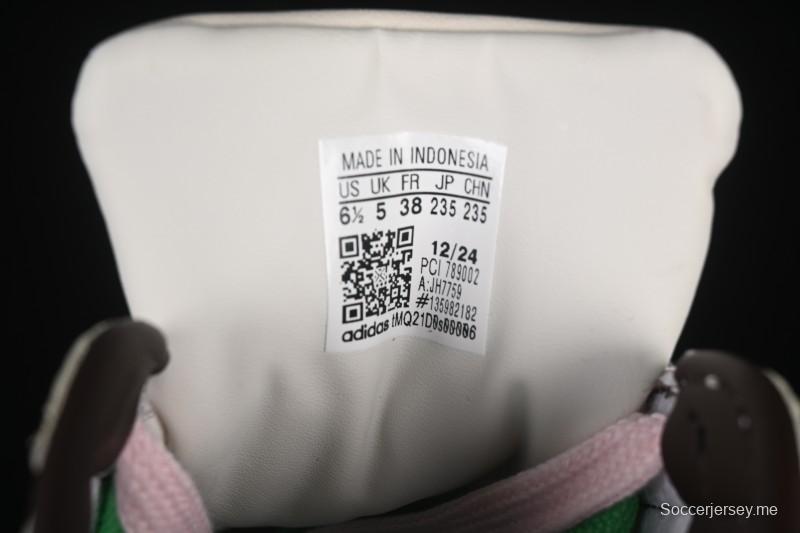 MADE IN INDONESIA
US UK FR JP CHN
6½ 5 38 235 235
12/24
PCI 789002
A:JH7759
#135982182
adidas tMQ21D0s00006
Soccerjersey.me